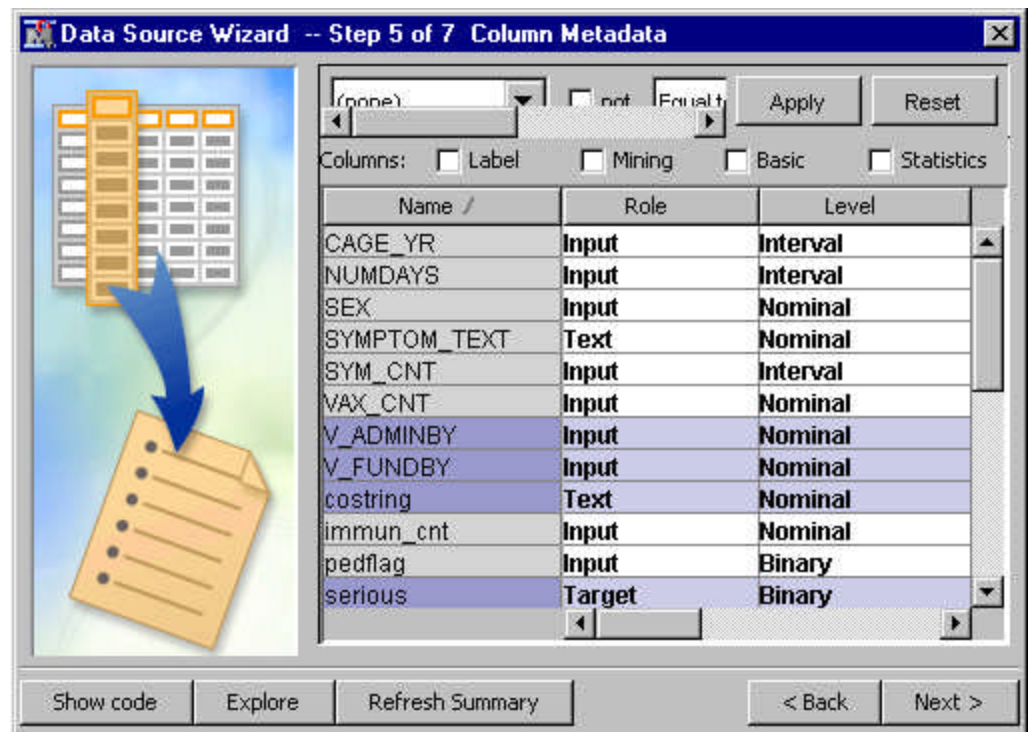 Data Source Wizard -- Step 5 of 7 Column Metadata
(none) not Equal t Apply Reset
Columns: Label Mining Basic Statistics
Name Role Level
CAGE_YR Input Interval
NUMDAYS Input Interval
SEX Input Nominal
SYMPTOM_TEXT Text Nominal
SYM_CNT Input Interval
VAX_CNT Input Nominal
V_ADMINBY Input Nominal
V_FUNDBY Input Nominal
costring Text Nominal
immun_cnt Input Nominal
pedflag Input Binary
serious Target Binary
Show code Explore Refresh Summary < Back Next >